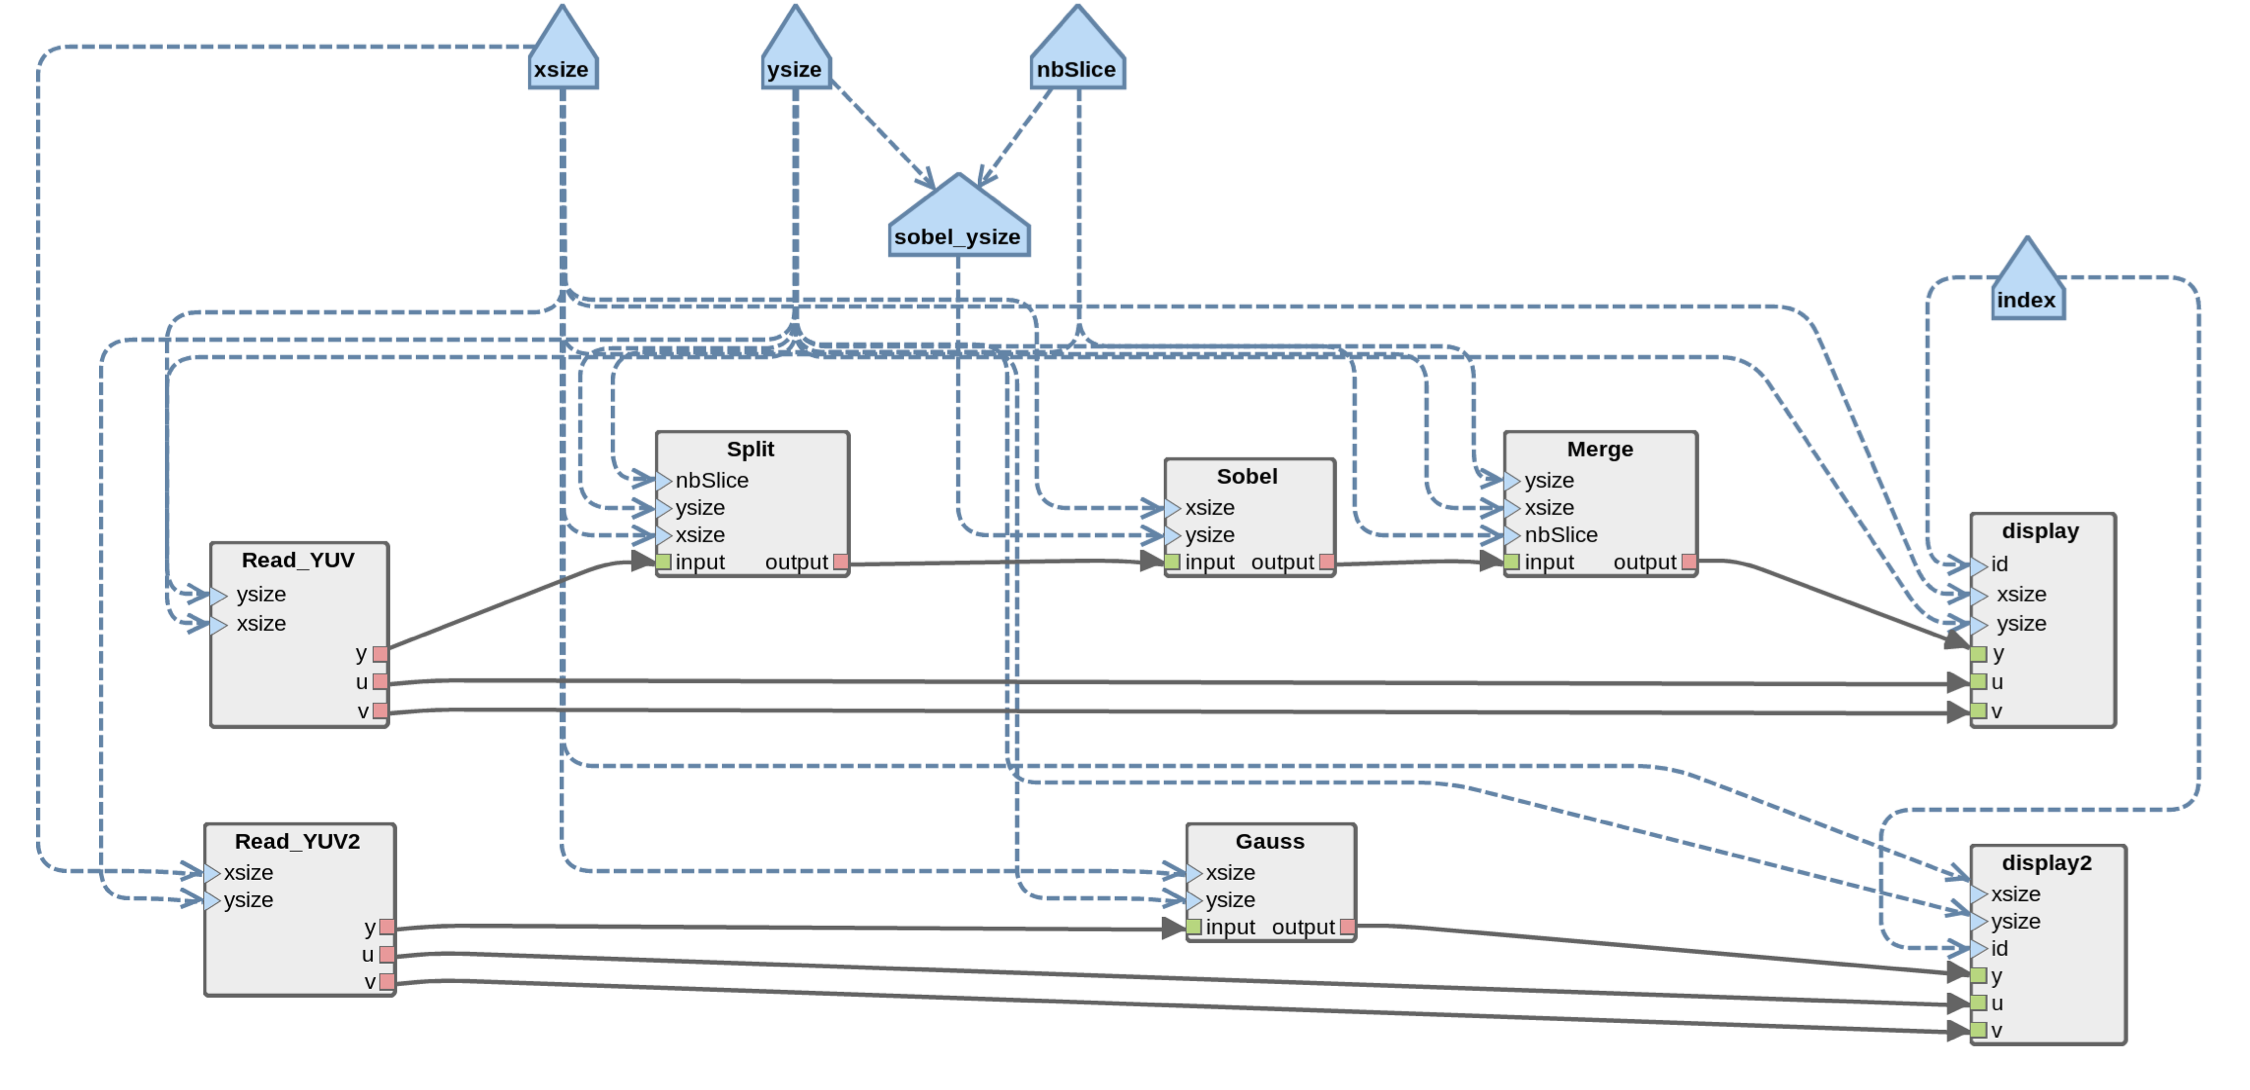 xsize
ysize
nbSlice
sobel_ysize
index
Split
nbSlice
ysize
xsize
input output
Sobel
xsize
ysize
input output
Merge
ysize
xsize
nbSlice
input output
display
id
xsize
ysize
y
u
v
Read_YUV
ysize
xsize
y
u
v
Read_YUV2
xsize
ysize
y
u
v
Gauss
xsize
ysize
input output
display2
xsize
ysize
id
y
u
v